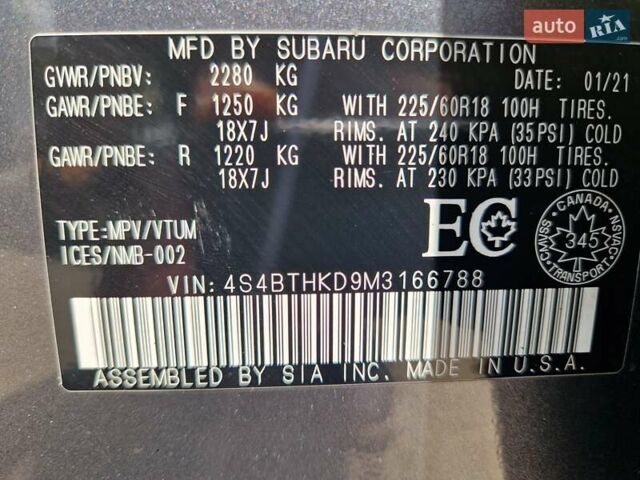 auto RIA
MFD BY SUBARU CORPORATION
GVWR/PNBV: 2280 KG DATE: 01/21
GAWR/PNBE: F 1250 KG WITH 225/60R18 100H TIRES.
18X7J RIMS. AT 240 KPA (35PSI) COLD
GAWR/PNBE: R 1220 KG WITH 225/60R18 100H TIRES.
18X7J RIMS. AT 230 KPA (33PSI) COLD
TYPE:MPV/VTUM
ICES/NMB-002
EC
CANADA
CMVSS 345 NSVAC
TRANSPORT
VIN: 4S4BTHKD9M3166788
ASSEMBLED BY SIA INC. MADE IN U.S.A.